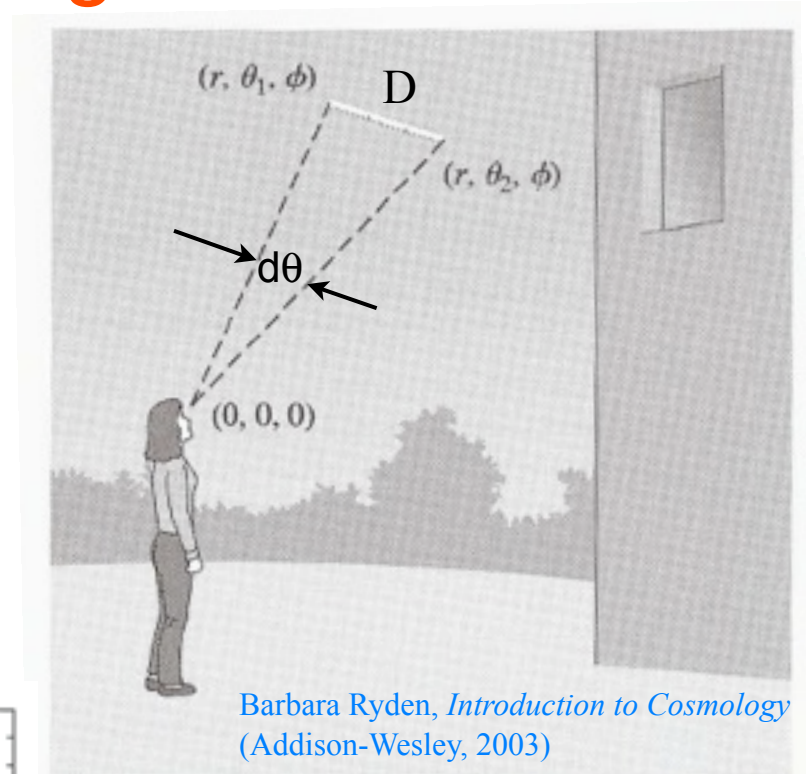 (r, θ₁, ϕ)
D
(r, θ₂, ϕ)
dθ
(0, 0, 0)
Barbara Ryden, Introduction to Cosmology
(Addison-Wesley, 2003)